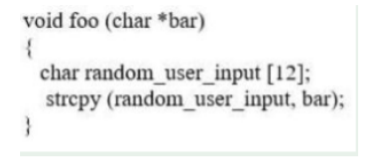 void foo (char *bar)
{
char random_user_input [12];
strcpy (random_user_input, bar);
}